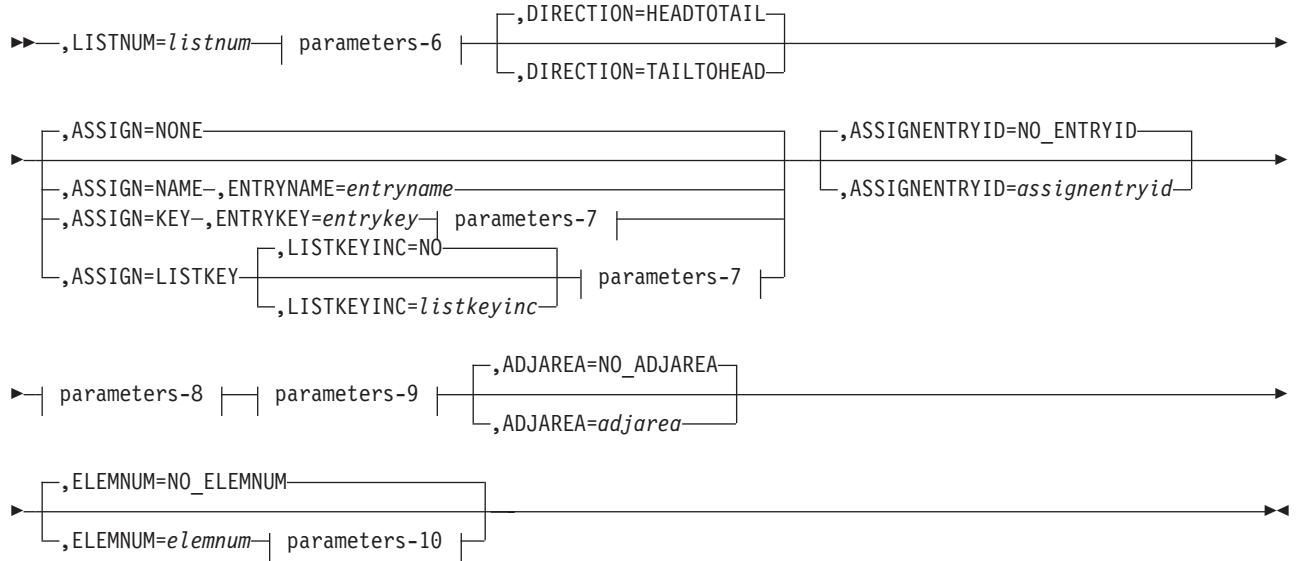 ,DIRECTION=HEADTOTAIL
,LISTNUM=listnum parameters-6
,DIRECTION=TAILTOHEAD
,ASSIGN=NONE ,ASSIGNENTRYID=NO_ENTRYID
,ASSIGN=NAME ,ENTRYNAME=entryname ,ASSIGNENTRYID=assignentryid
,ASSIGN=KEY ,ENTRYKEY=entrykey parameters-7
,LISTKEYINC=NO
,ASSIGN=LISTKEY parameters-7
,LISTKEYINC=listkeyinc
,ADJAREA=NO_ADJAREA
parameters-8 parameters-9
,ADJAREA=adjarea
,ELEMNUM=NO_ELEMNUM
,ELEMNUM=elemnum parameters-10